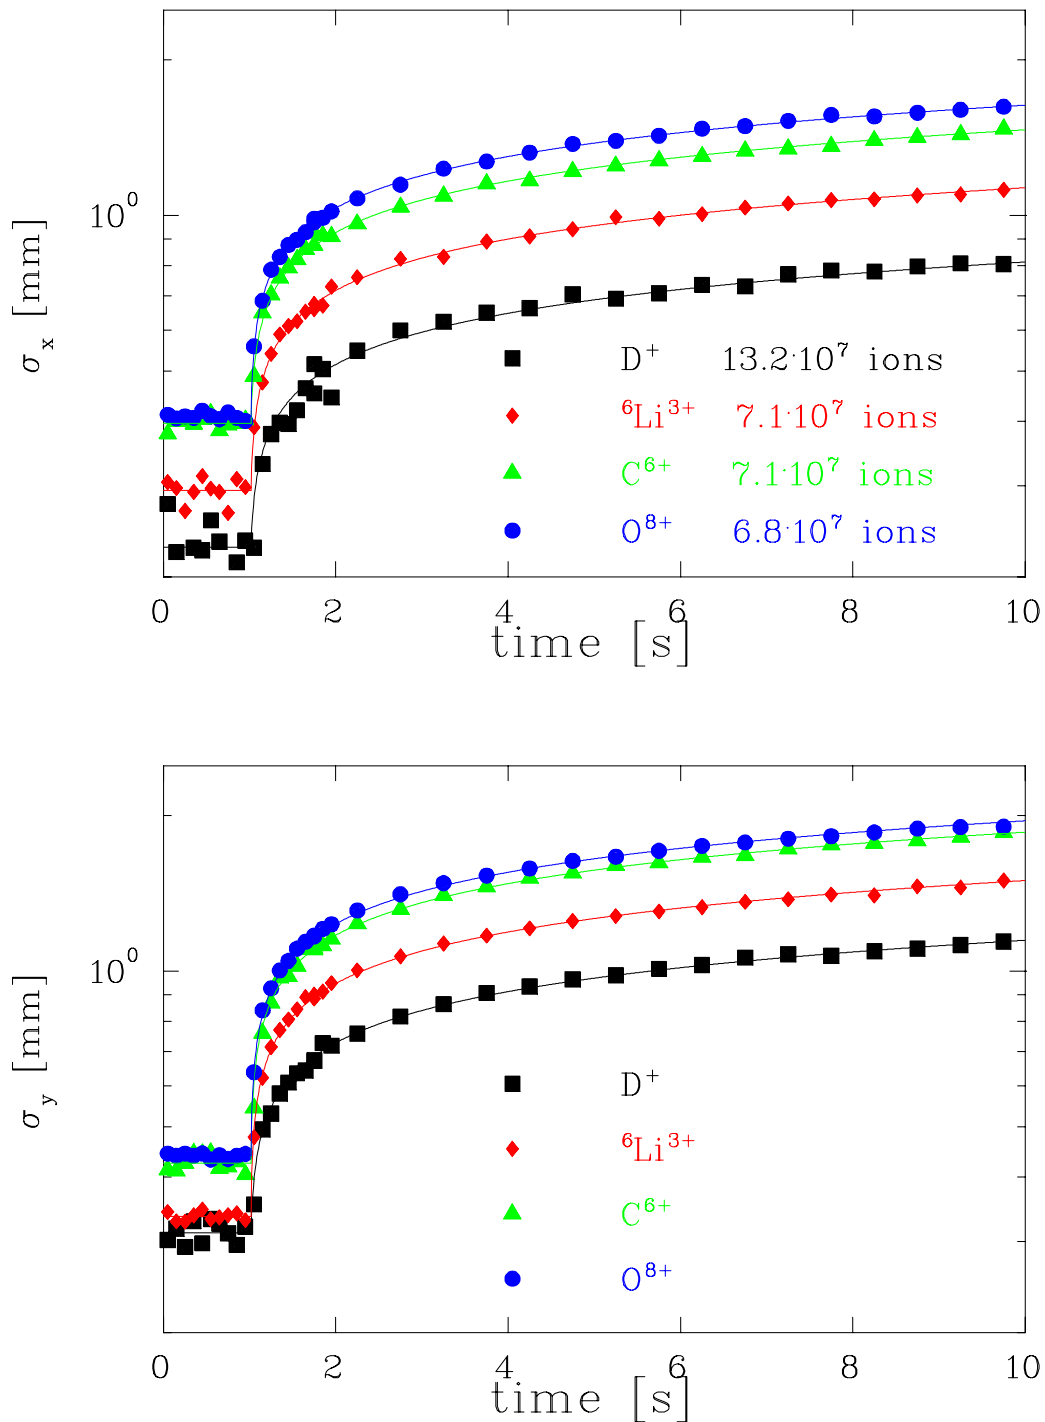 σx [mm]
10⁰
D⁺ 13.2·10⁷ ions
⁶Li³⁺ 7.1·10⁷ ions
C⁶⁺ 7.1·10⁷ ions
O⁸⁺ 6.8·10⁷ ions
0 2 4 6 8 10
time [s]
σy [mm]
10⁰
D⁺
⁶Li³⁺
C⁶⁺
O⁸⁺
0 2 4 6 8 10
time [s]